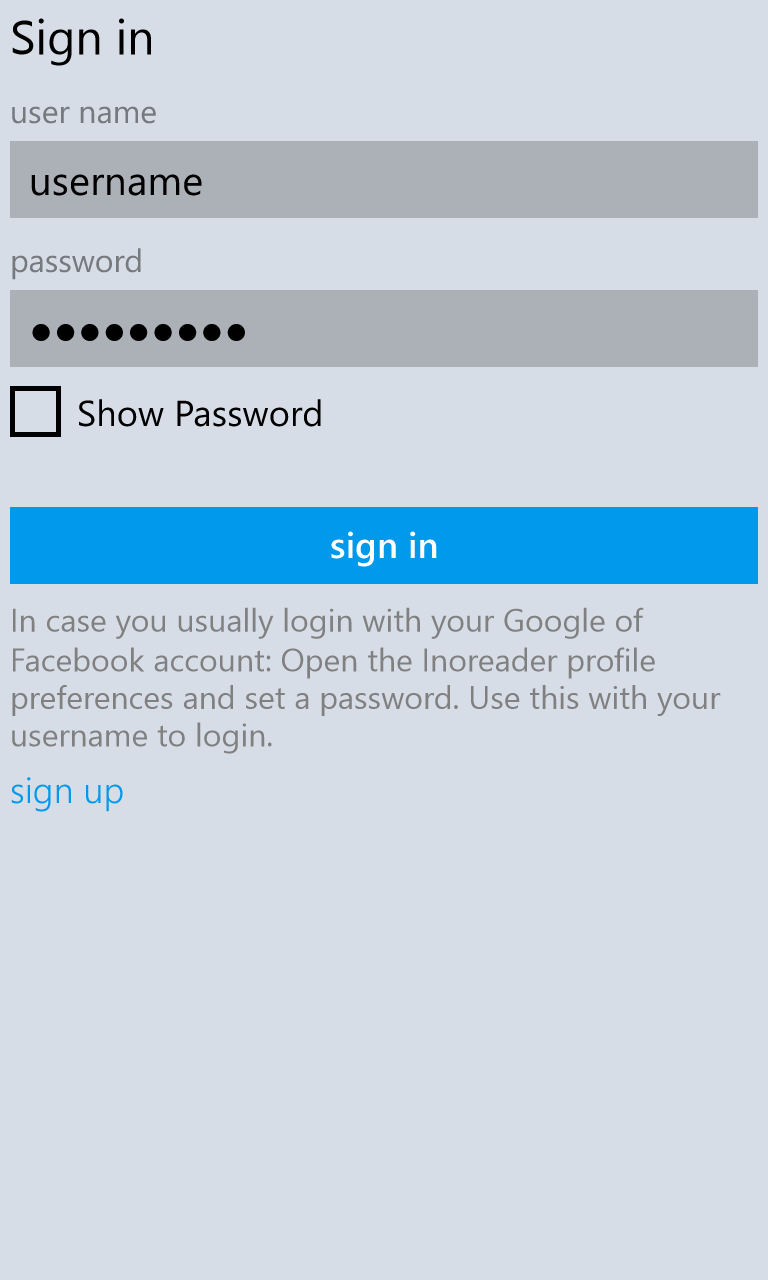 Sign in
user name
username
password
●●●●●●●●●
Show Password
sign in
In case you usually login with your Google of
Facebook account: Open the Inoreader profile
preferences and set a password. Use this with your
username to login.
sign up